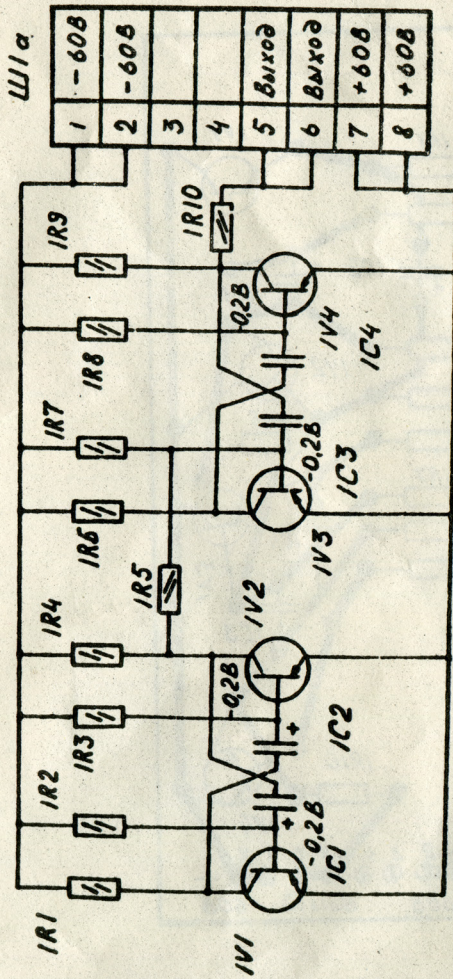 Ш1а
1 -60В
2 -60В
3
4
5 Выход
6 Выход
7 +60В
8 +60В
1R1
1R2
1R3
1R4
1R5
1R6
1R7
1R8
1R9
1R10
-0,2В
-0,2В
-0,2В
-0,2В
+
+
1V1
1C1
1C2
1V2
1V3
1C3
1C4
1V4